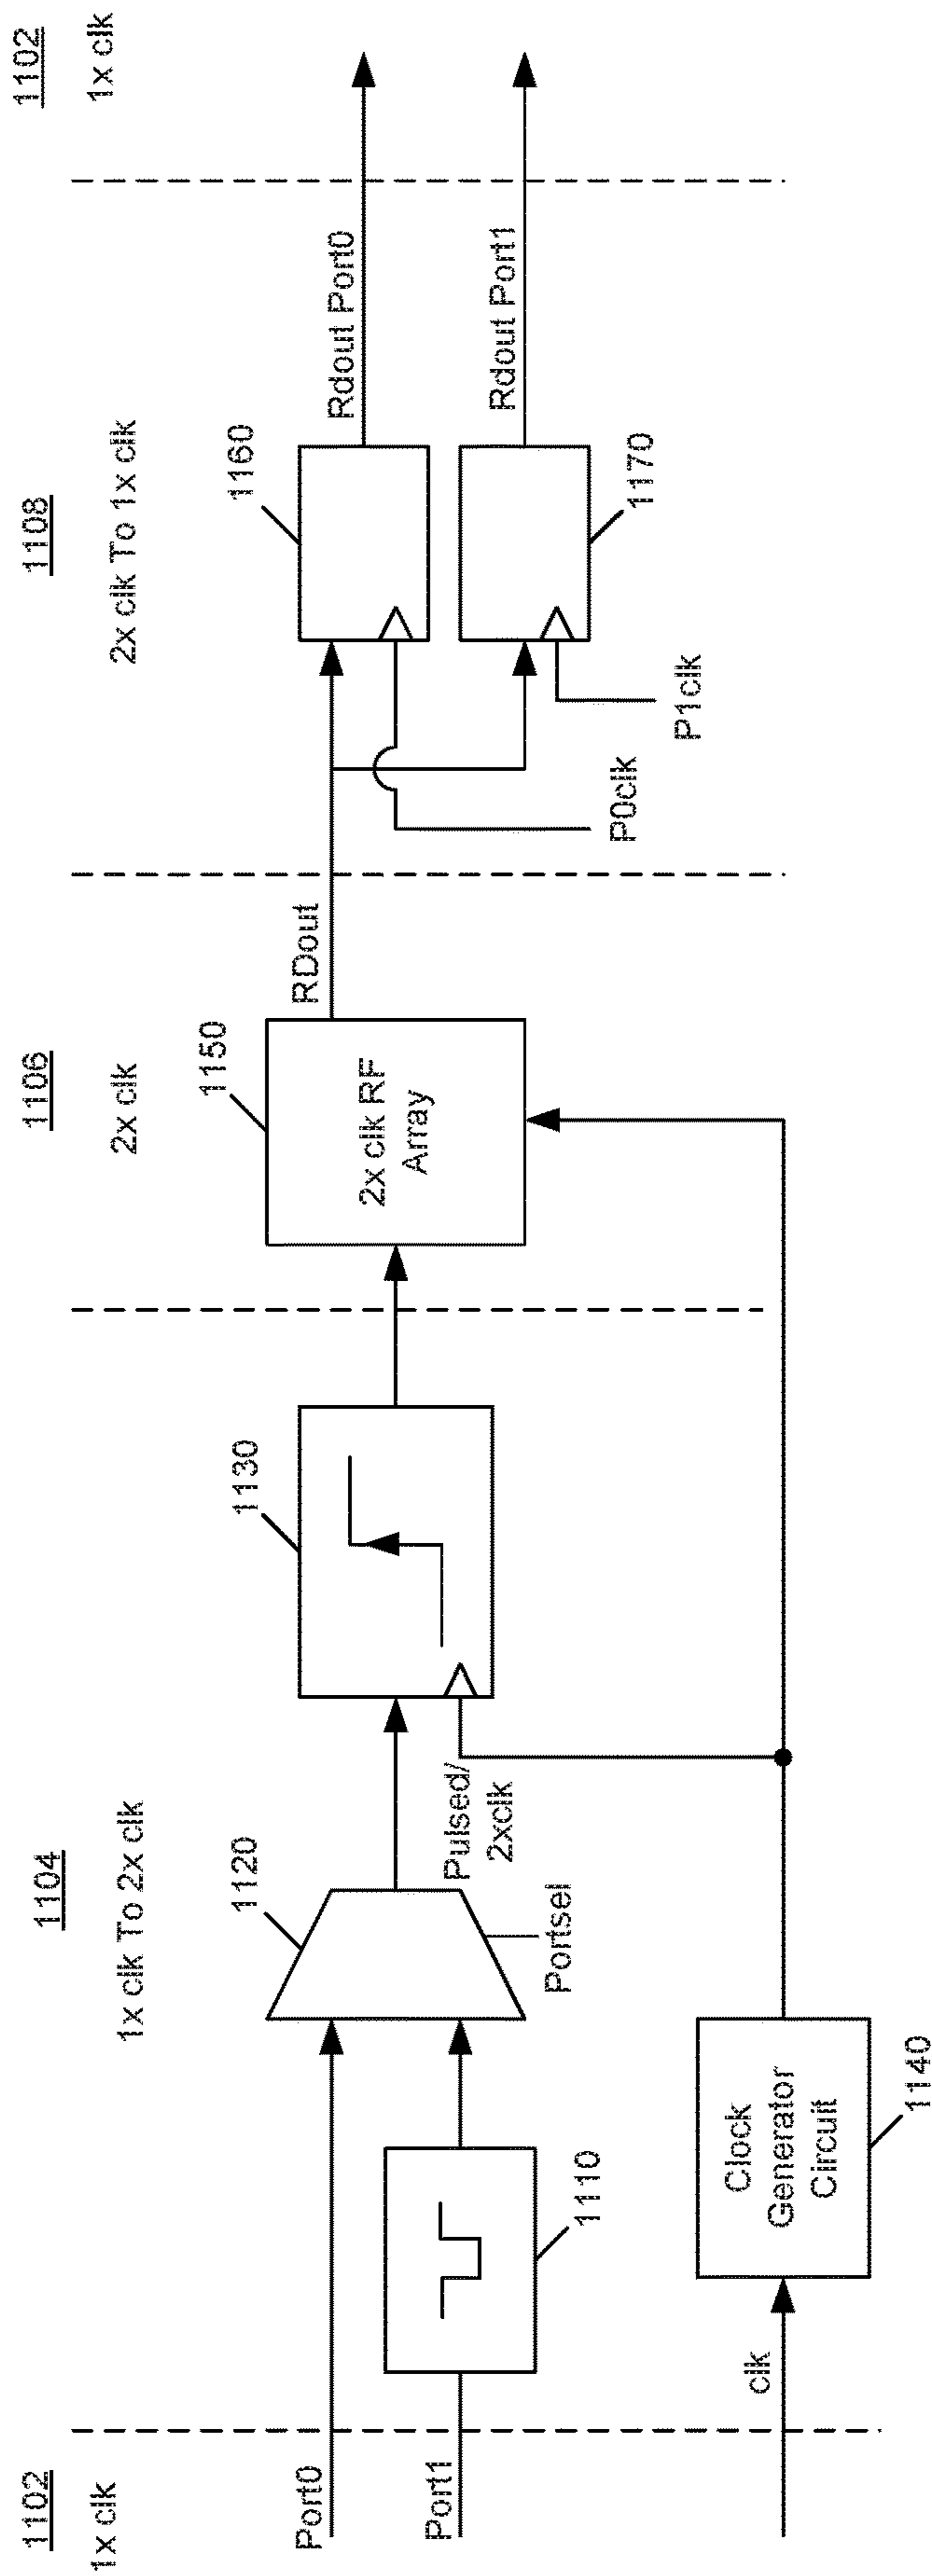 1102
1x clk
1104
1x clk To 2x clk
1106
2x clk
1108
2x clk To 1x clk
1102
1x clk
Port0
Port1
clk
1110
1120
Portsel
Pulsed/
2xclk
1130
Clock
Generator
Circuit
1140
1150
2x clk RF
Array
RDout
P0clk
P1clk
1160
1170
Rdout Port0
Rdout Port1